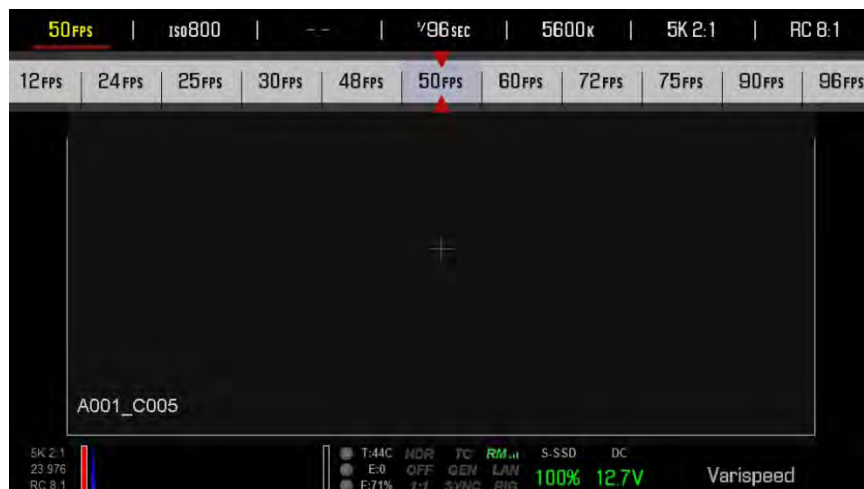 50FPS | ISO800 | -- | 1/96 SEC | 5600K | 5K 2:1 | RC 8:1
12FPS | 24FPS | 25FPS | 30FPS | 48FPS | 50FPS | 60FPS | 72FPS | 75FPS | 90FPS | 96FPS
A001_C005
5K 2:1 T:44C HDR TC RM S-SSD DC
23 976 E:0 OFF GEN LAN 100% 12.7V Varispeed
RC 8:1 F:71% 1:1 SYNC RIG